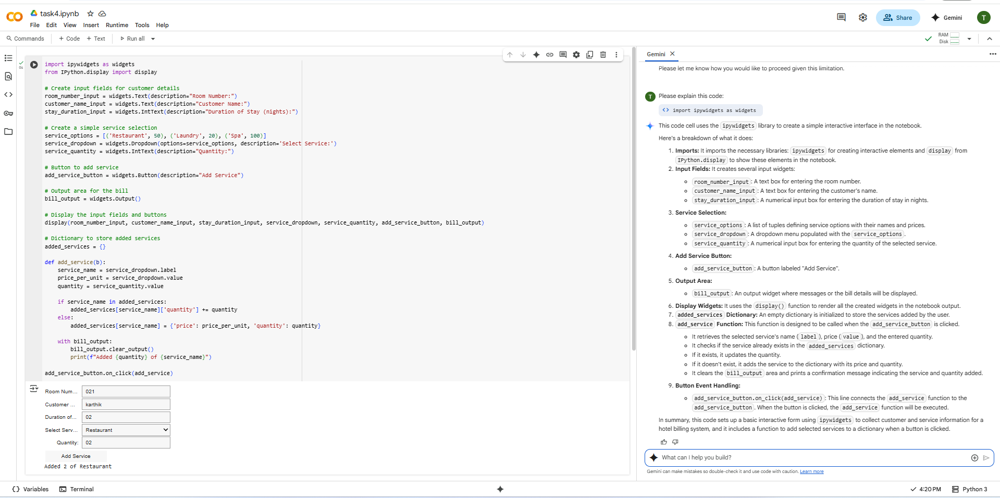 task4.ipynb
File Edit View Insert Runtime Tools Help
Share
Gemini
T
Commands + Code + Text Run all
RAM
Disk
0s
import ipywidgets as widgets
from IPython.display import display
# Create input fields for customer details
room_number_input = widgets.Text(description="Room Number:")
customer_name_input = widgets.Text(description="Customer Name:")
stay_duration_input = widgets.IntText(description="Duration of Stay (nights):")
# Create a simple service selection
service_options = [('Restaurant', 50), ('Laundry', 20), ('Spa', 100)]
service_dropdown = widgets.Dropdown(options=service_options, description='Select Service:')
service_quantity = widgets.IntText(description="Quantity:")
# Button to add service
add_service_button = widgets.Button(description="Add Service")
# Output area for the bill
bill_output = widgets.Output()
# Display the input fields and buttons
display(room_number_input, customer_name_input, stay_duration_input, service_dropdown, service_quantity, add_service_button, bill_output)
# Dictionary to store added services
added_services = {}
def add_service(b):
    service_name = service_dropdown.label
    price_per_unit = service_dropdown.value
    quantity = service_quantity.value
    if service_name in added_services:
        added_services[service_name]['quantity'] += quantity
    else:
        added_services[service_name] = {'price': price_per_unit, 'quantity': quantity}
    with bill_output:
        bill_output.clear_output()
        print(f"Added {quantity} of {service_name}")
add_service_button.on_click(add_service)
Room Num... 021
Customer ... karthik
Duration of... 02
Select Serv... Restaurant
Quantity: 02
Add Service
Added 2 of Restaurant
Gemini
Please let me know how you would like to proceed given this limitation.
T
Please explain this code:
<> import ipywidgets as widgets
This code cell uses the ipywidgets library to create a simple interactive interface in the notebook.
Here's a breakdown of what it does:
1. Imports: It imports the necessary libraries: ipywidgets for creating interactive elements and display from
IPython.display to show these elements in the notebook.
2. Input Fields: It creates several input widgets:
room_number_input: A text box for entering the room number.
customer_name_input: A text box for entering the customer's name.
stay_duration_input: A numerical input box for entering the duration of stay in nights.
3. Service Selection:
service_options: A list of tuples defining service options with their names and prices.
service_dropdown: A dropdown menu populated with the service_options.
service_quantity: A numerical input box for entering the quantity of the selected service.
4. Add Service Button:
add_service_button: A button labeled "Add Service".
5. Output Area:
bill_output: An output widget where messages or the bill details will be displayed.
6. Display Widgets: It uses the display() function to render all the created widgets in the notebook output.
7. added_services Dictionary: An empty dictionary is initialized to store the services added by the user.
8. add_service Function: This function is designed to be called when the add_service_button is clicked.
It retrieves the selected service's name (label), price (value), and the entered quantity.
It checks if the service already exists in the added_services dictionary.
If it exists, it updates the quantity.
If it doesn't exist, it adds the service to the dictionary with its price and quantity.
It clears the bill_output area and prints a confirmation message indicating the service and quantity added.
9. Button Event Handling:
add_service_button.on_click(add_service): This line connects the add_service function to the
add_service_button. When the button is clicked, the add_service function will be executed.
In summary, this code sets up a basic interactive form using ipywidgets to collect customer and service information for a
hotel billing system, and it includes a function to add selected services to a dictionary when a button is clicked.
What can I help you build?
Gemini can make mistakes so double-check it and use code with caution. Learn more
Variables Terminal
4:20 PM Python 3